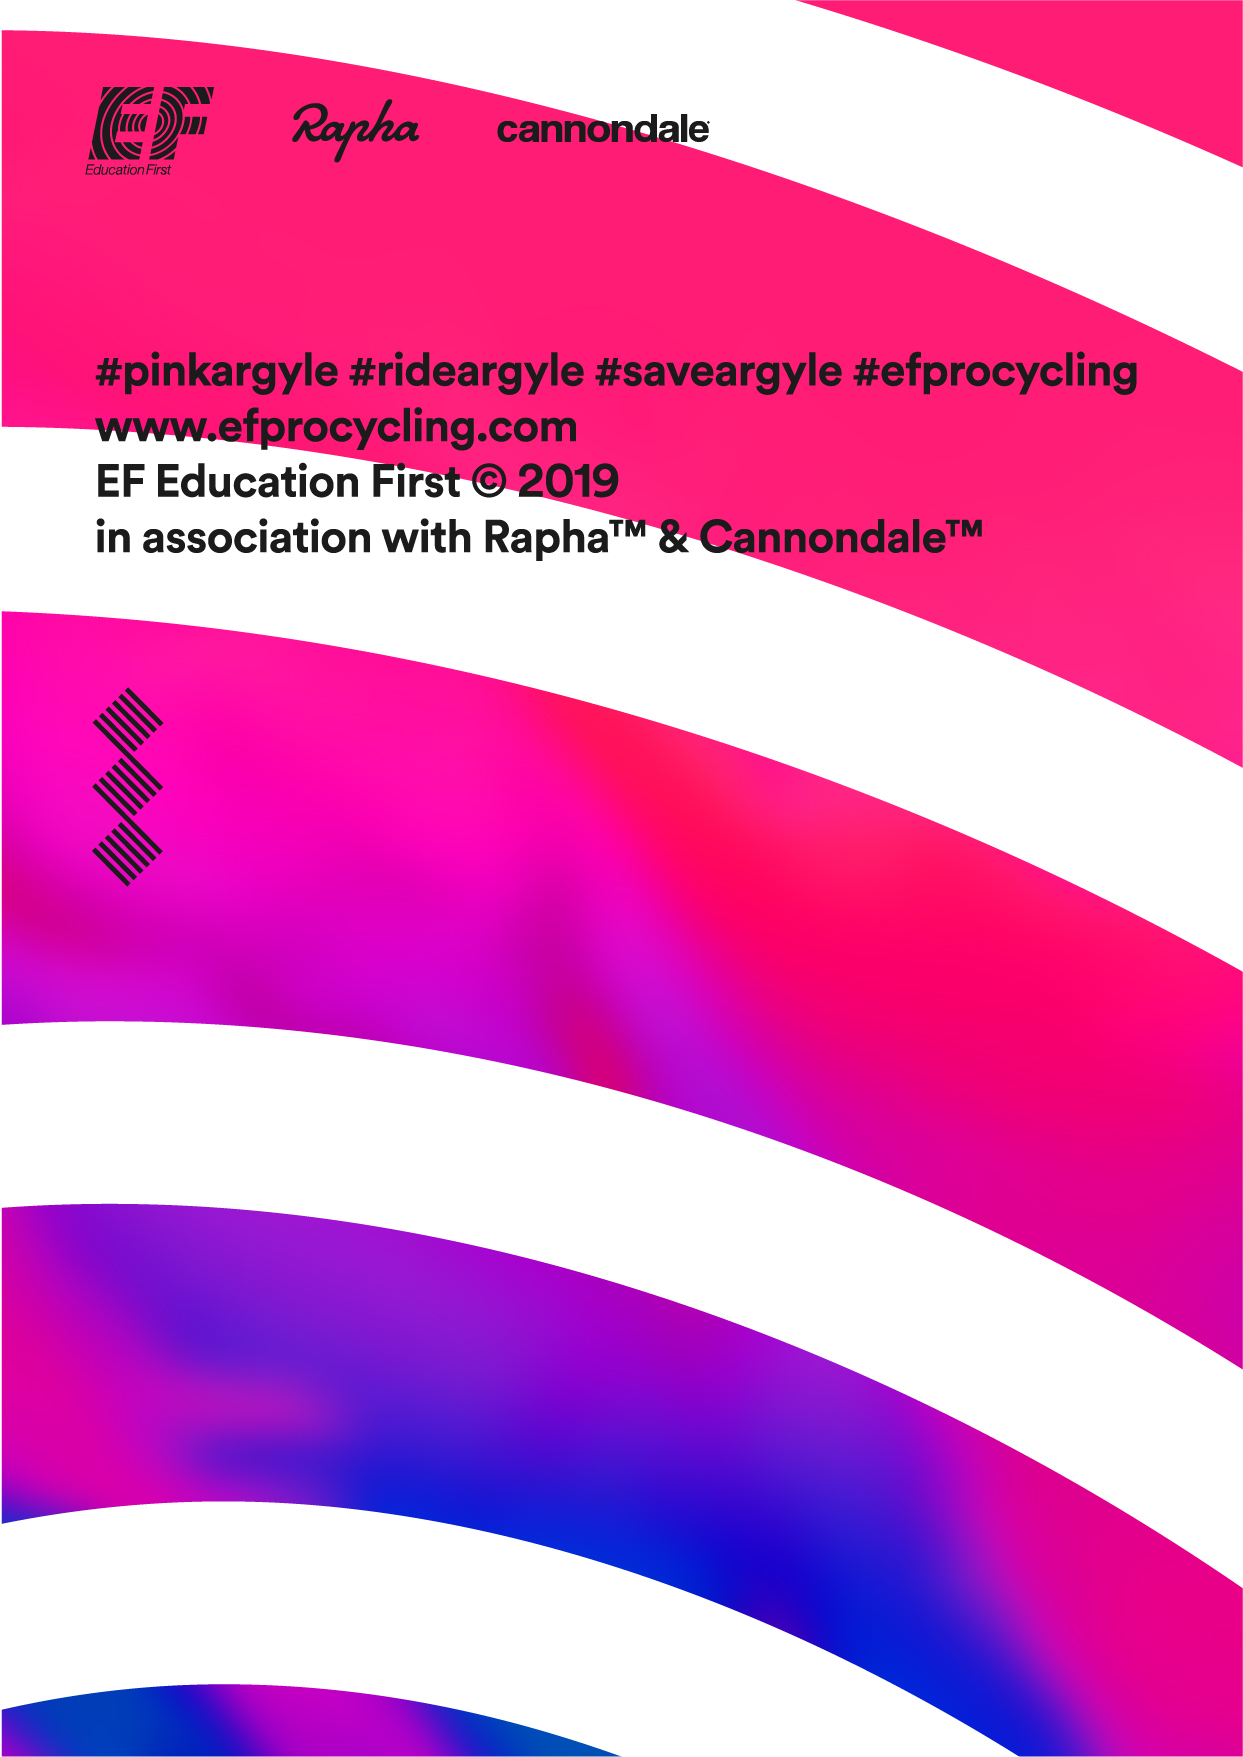 EF Rapha cannondale
Education First
#pinkargyle #rideargyle #saveargyle #efprocycling
www.efprocycling.com
EF Education First © 2019
in association with Rapha™ & Cannondale™